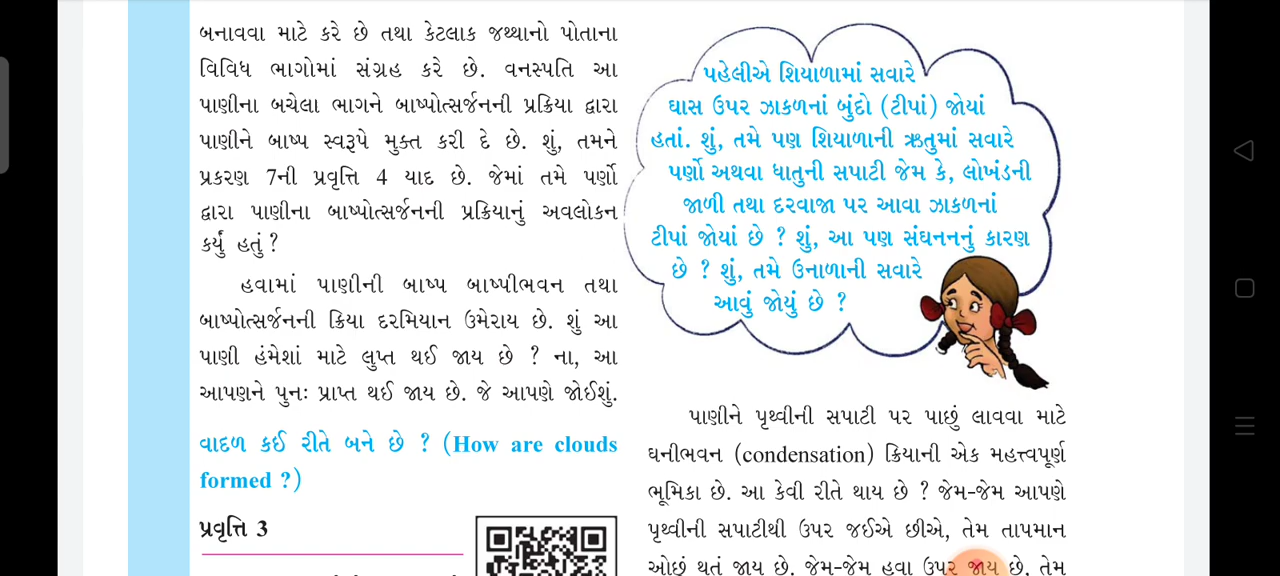 બનાવવા માટે કરે છે તથા કેટલાક જથ્થાનો પોતાના
વિવિધ ભાગોમાં સંગ્રહ કરે છે. વનસ્પતિ આ
પાણીના બચેલા ભાગને બાષ્પોત્સર્જનની પ્રક્રિયા દ્વારા
પાણીને બાષ્પ સ્વરૂપે મુક્ત કરી દે છે. શું, તમને
પ્રકરણ 7ની પ્રવૃત્તિ 4 યાદ છે. જેમાં તમે પર્ણો
દ્વારા પાણીના બાષ્પોત્સર્જનની પ્રક્રિયાનું અવલોકન
કર્યું હતું ?
હવામાં પાણીની બાષ્પ બાષ્પીભવન તથા
બાષ્પોત્સર્જનની ક્રિયા દરમિયાન ઉમેરાય છે. શું આ
પાણી હંમેશાં માટે લુપ્ત થઈ જાય છે ? ના, આ
આપણને પુનઃ પ્રાપ્ત થઈ જાય છે. જે આપણે જોઈશું.
વાદળ કઈ રીતે બને છે ? (How are clouds
formed ?)
પ્રવૃત્તિ 3
પહેલીએ શિયાળામાં સવારે
ઘાસ ઉપર ઝાકળનાં બુંદો (ટીપાં) જોયાં
હતાં. શું, તમે પણ શિયાળાની ઋતુમાં સવારે
પર્ણો અથવા ધાતુની સપાટી જેમ કે, લોખંડની
જાળી તથા દરવાજા પર આવા ઝાકળનાં
ટીપાં જોયાં છે ? શું, આ પણ સંઘનનનું કારણ
છે ? શું, તમે ઉનાળાની સવારે
આવું જોયું છે ?
પાણીને પૃથ્વીની સપાટી પર પાછું લાવવા માટે
ઘનીભવન (condensation) ક્રિયાની એક મહત્ત્વપૂર્ણ
ભૂમિકા છે. આ કેવી રીતે થાય છે ? જેમ-જેમ આપણે
પૃથ્વીની સપાટીથી ઉપર જઈએ છીએ, તેમ તાપમાન
ઓછું થતું જાય છે. જેમ-જેમ હવા ઉપર જાય છે, તેમ